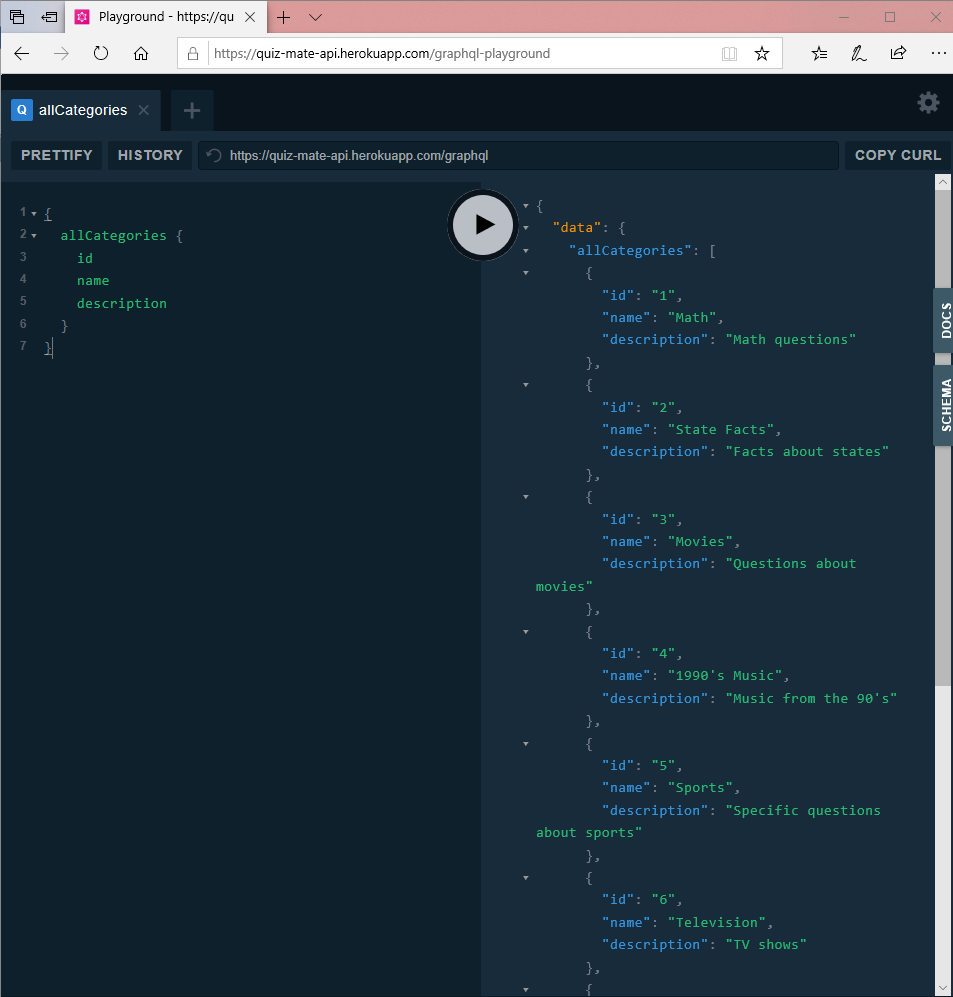 Playground - https://qu
https://quiz-mate-api.herokuapp.com/graphql-playground
Q allCategories
PRETTIFY HISTORY https://quiz-mate-api.herokuapp.com/graphql COPY CURL
1 {
2 allCategories {
3 id
4 name
5 description
6 }
7 }
{
"data": {
"allCategories": [
{
"id": "1",
"name": "Math",
"description": "Math questions"
},
{
"id": "2",
"name": "State Facts",
"description": "Facts about states"
},
{
"id": "3",
"name": "Movies",
"description": "Questions about
movies"
},
{
"id": "4",
"name": "1990's Music",
"description": "Music from the 90's"
},
{
"id": "5",
"name": "Sports",
"description": "Specific questions
about sports"
},
{
"id": "6",
"name": "Television",
"description": "TV shows"
},
{
DOCS
SCHEMA